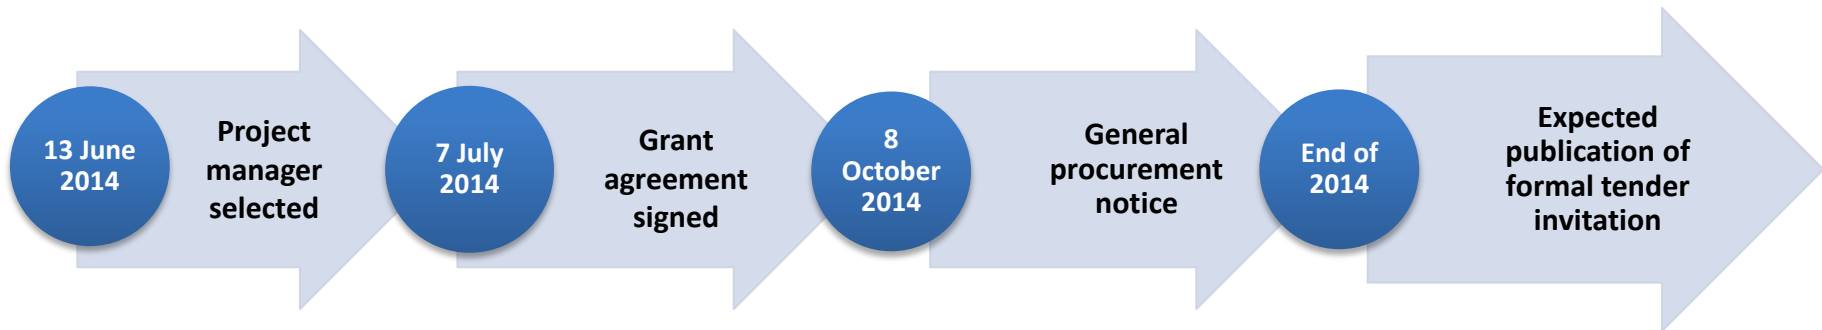 13 June
2014
Project
manager
selected
7 July
2014
Grant
agreement
signed
8
October
2014
General
procurement
notice
End of
2014
Expected
publication of
formal tender
invitation